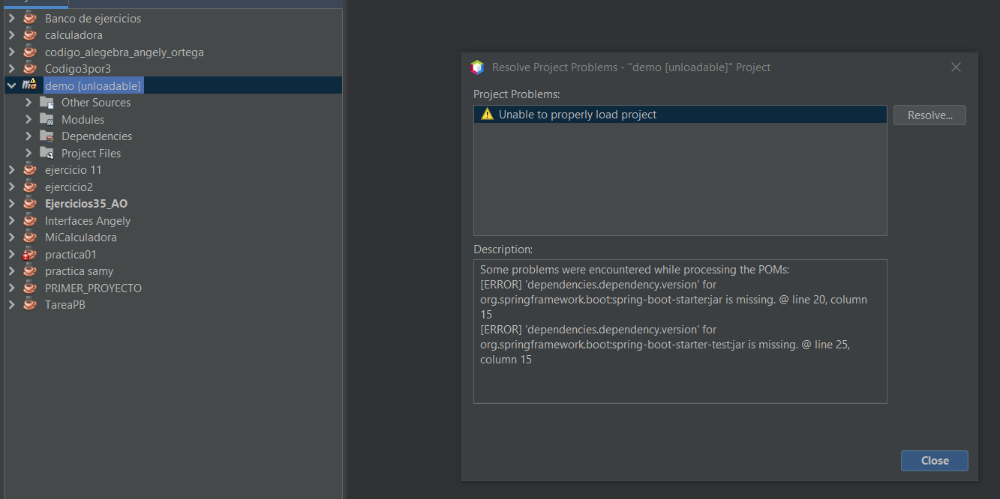 Banco de ejercicios
calculadora
codigo_alegebra_angely_ortega
Codigo3por3
demo [unloadable]
Other Sources
Modules
Dependencies
Project Files
ejercicio 11
ejercicio2
Ejercicios35_AO
Interfaces Angely
MiCalculadora
practica01
practica samy
PRIMER_PROYECTO
TareaPB
Resolve Project Problems - "demo [unloadable]" Project
Project Problems:
Unable to properly load project
Resolve...
Description:
Some problems were encountered while processing the POMs:
[ERROR] 'dependencies.dependency.version' for
org.springframework.boot:spring-boot-starter:jar is missing. @ line 20, column
15
[ERROR] 'dependencies.dependency.version' for
org.springframework.boot:spring-boot-starter-test:jar is missing. @ line 25,
column 15
Close